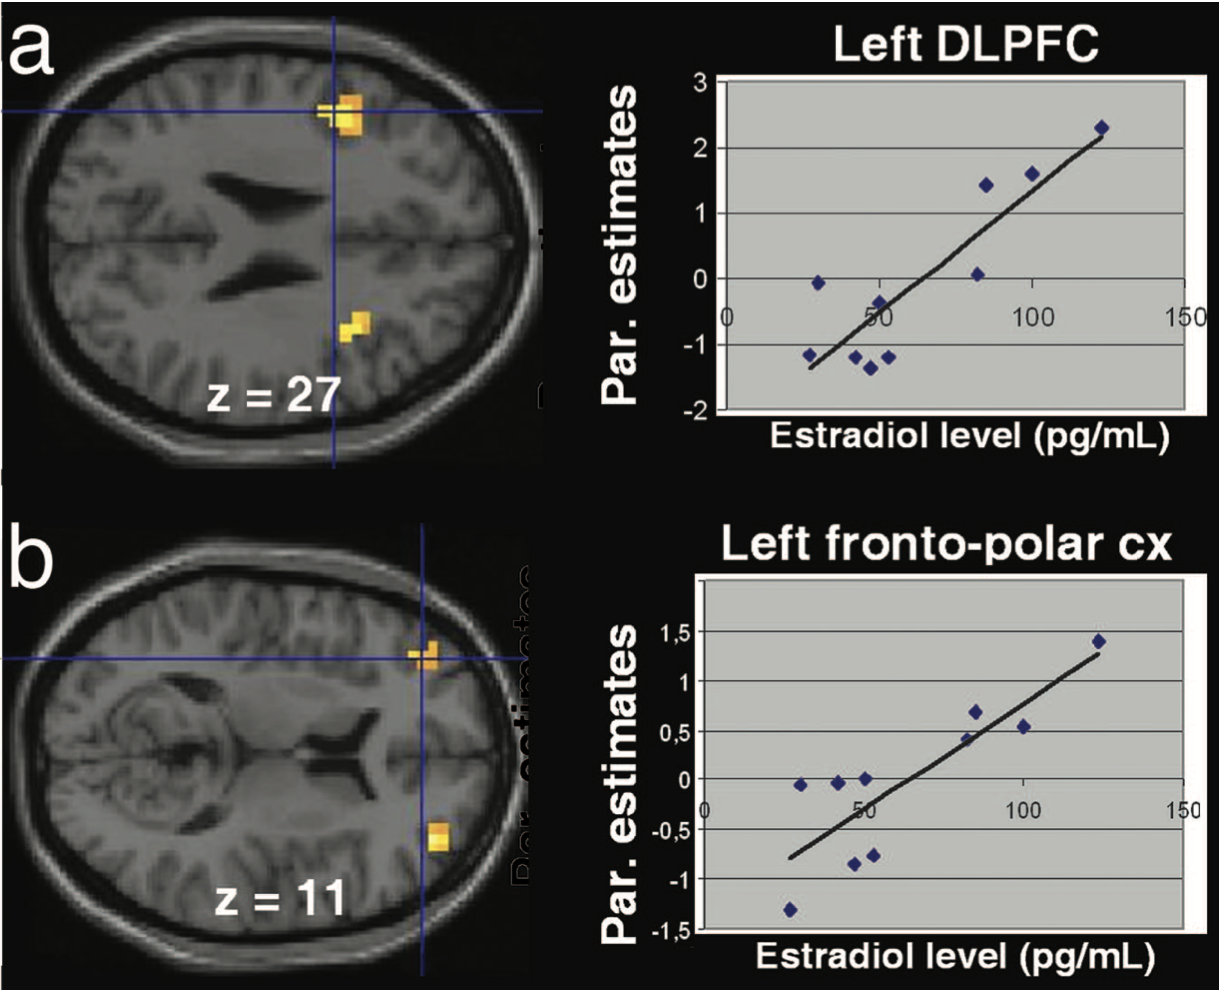 a
z = 27
Left DLPFC
Par. estimates
3
2
1
0
-1
-2
0 50 100 150
Estradiol level (pg/mL)
b
z = 11
Left fronto-polar cx
Par. estimates
1,5
1
0,5
0
-0,5
-1
-1,5
0 50 100 150
Estradiol level (pg/mL)
Par. estimates